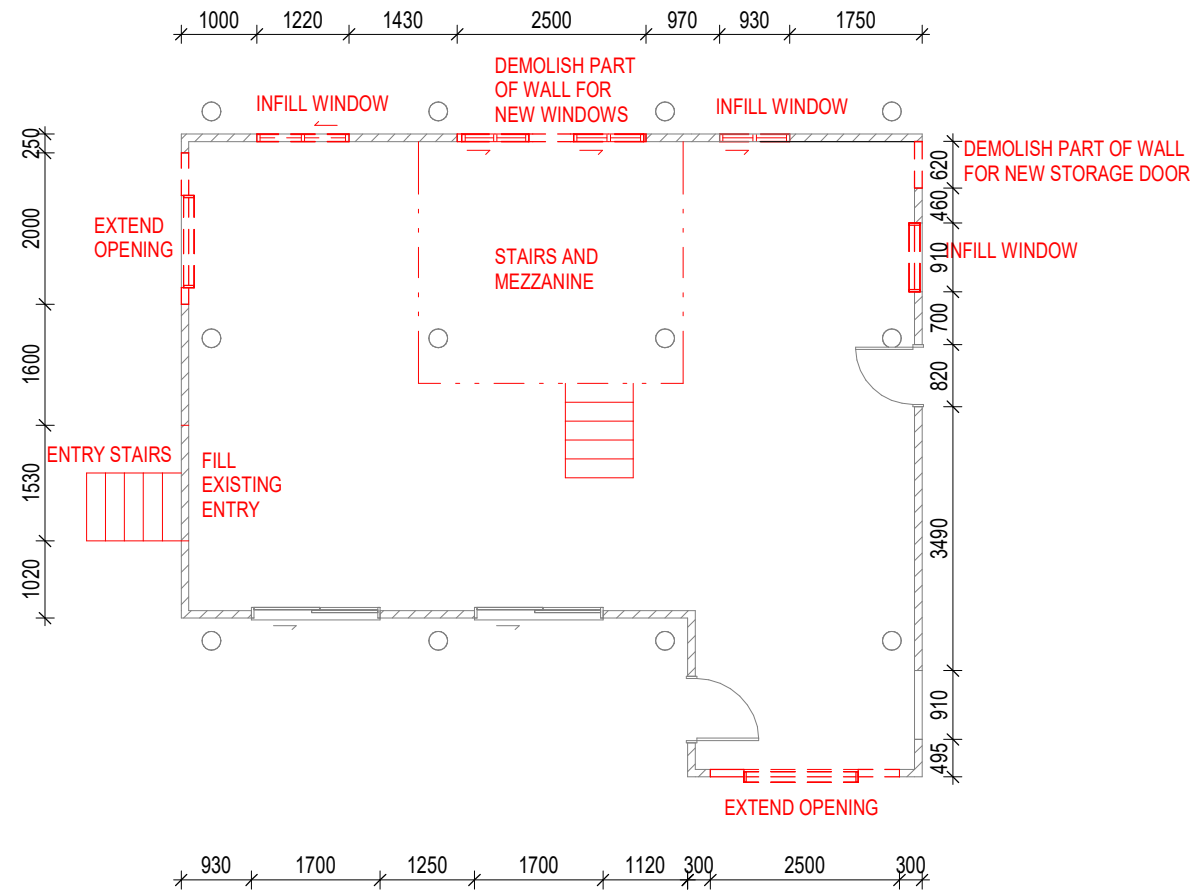 1000 1220 1430 2500 970 930 1750
DEMOLISH PART
OF WALL FOR
NEW WINDOWS
INFILL WINDOW
INFILL WINDOW
250
2000
1600
1530
1020
EXTEND
OPENING
STAIRS AND
MEZZANINE
DEMOLISH PART OF WALL
FOR NEW STORAGE DOOR
INFILL WINDOW
620
460
910
700
820
3490
910
495
ENTRY STAIRS
FILL
EXISTING
ENTRY
EXTEND OPENING
930 1700 1250 1700 1120 300 2500 300